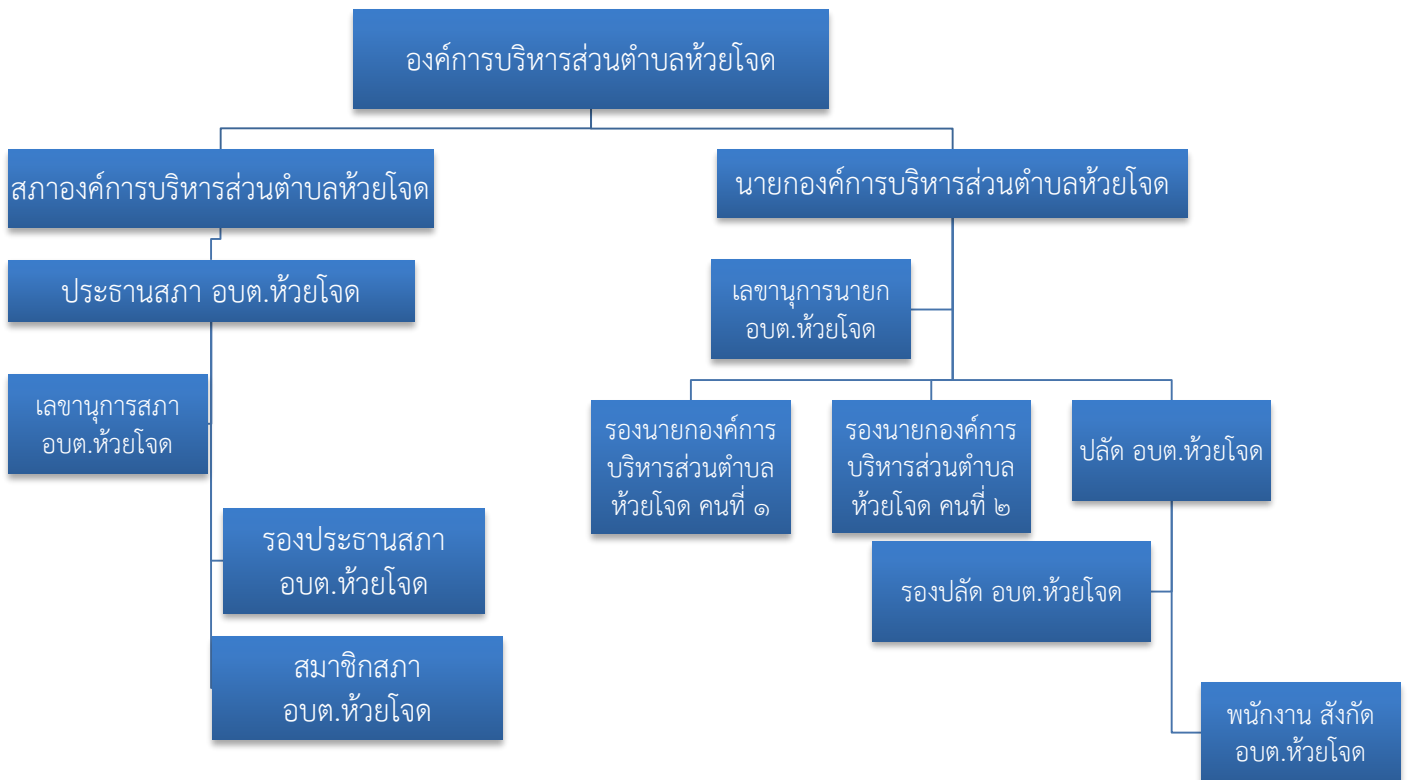 องค์การบริหารส่วนตำบลห้วยโจด
สภาองค์การบริหารส่วนตำบลห้วยโจด
นายกองค์การบริหารส่วนตำบลห้วยโจด
ประธานสภา อบต.ห้วยโจด
เลขานุการนายก
อบต.ห้วยโจด
เลขานุการสภา
อบต.ห้วยโจด
รองนายกองค์การ
บริหารส่วนตำบล
ห้วยโจด คนที่ ๑
รองนายกองค์การ
บริหารส่วนตำบล
ห้วยโจด คนที่ ๒
ปลัด อบต.ห้วยโจด
รองประธานสภา
อบต.ห้วยโจด
รองปลัด อบต.ห้วยโจด
สมาชิกสภา
อบต.ห้วยโจด
พนักงาน สังกัด
อบต.ห้วยโจด